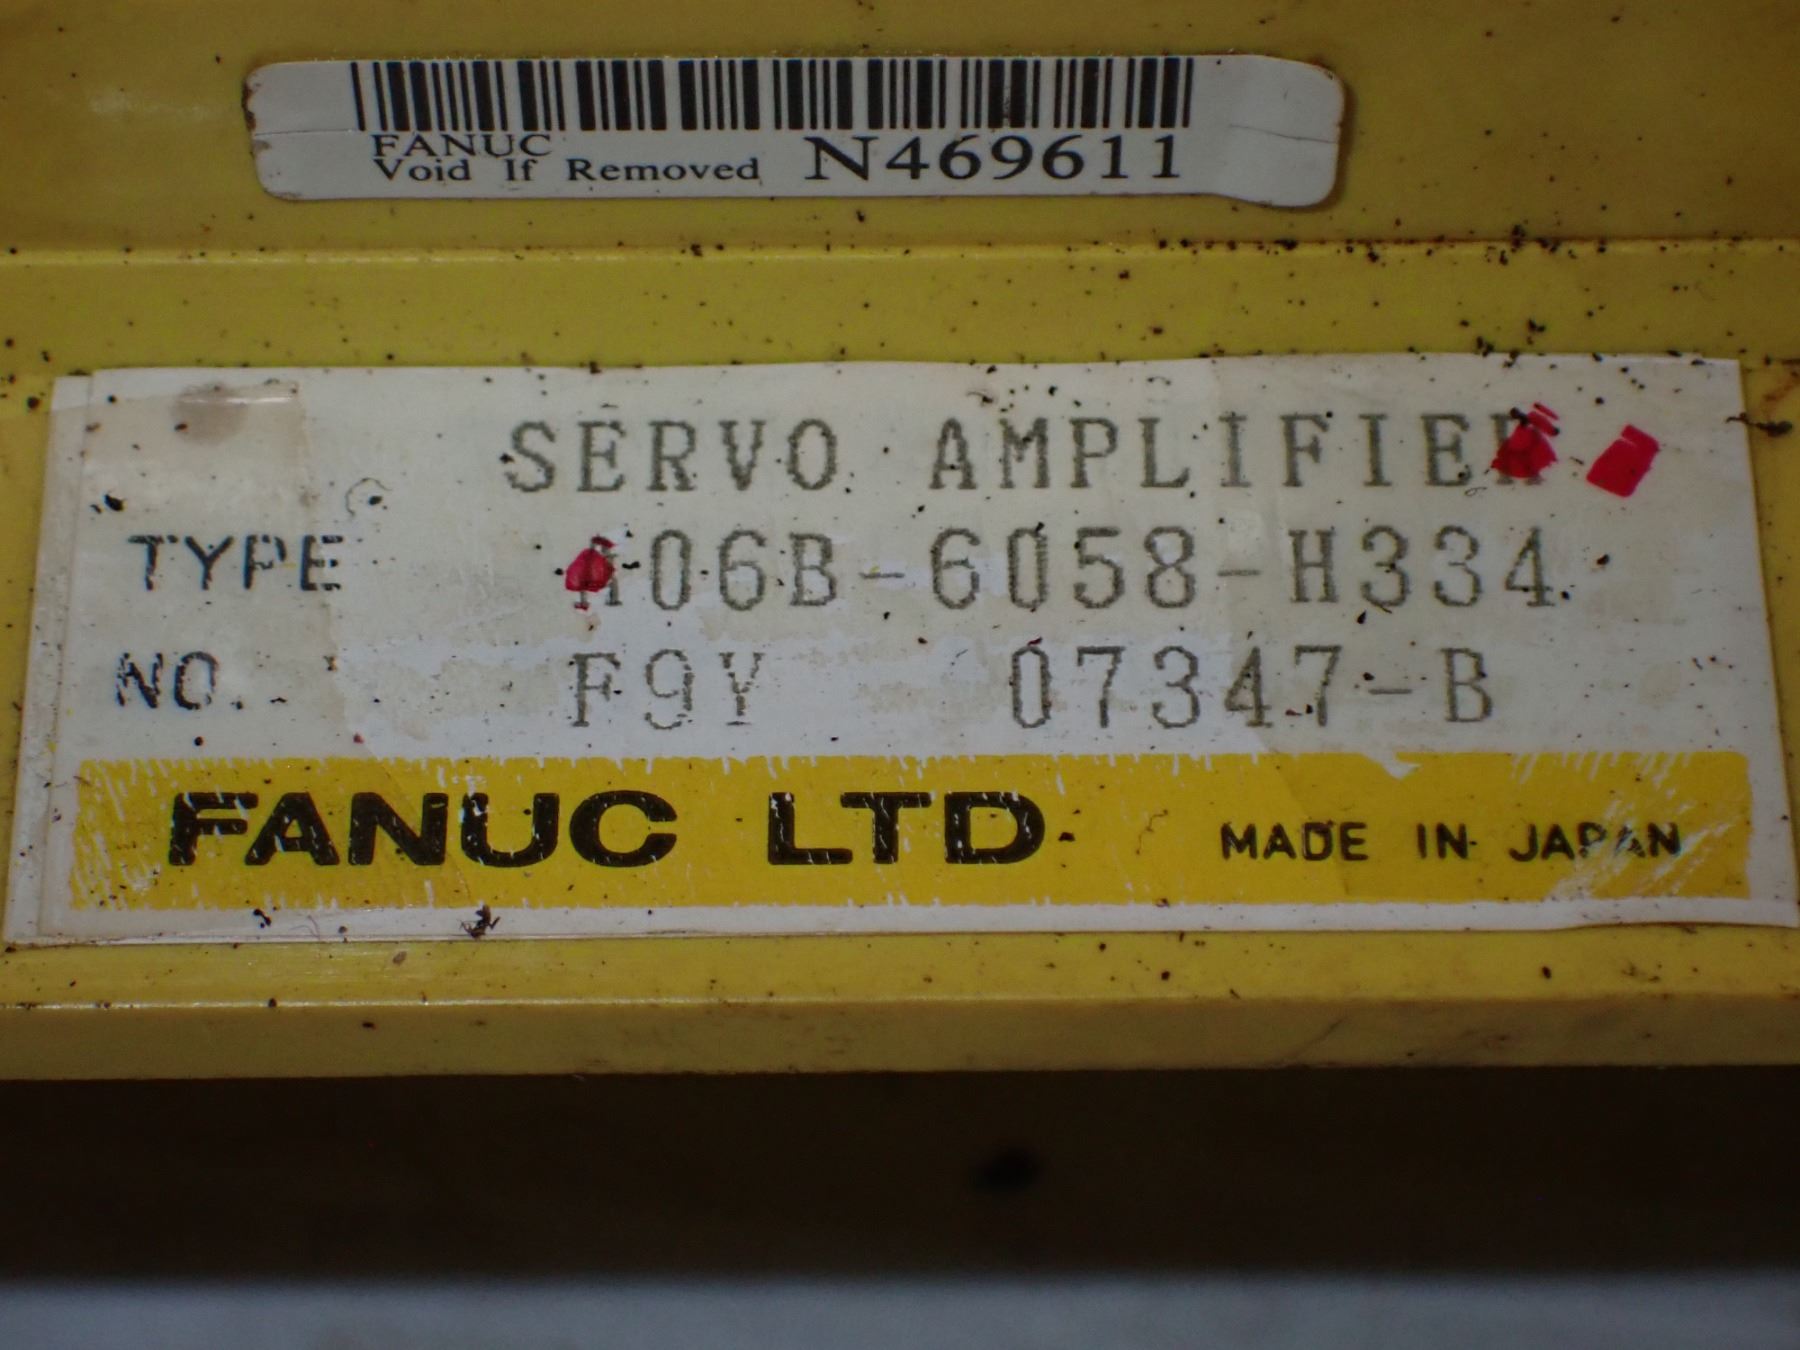 FANUC
Void If Removed N469611
SERVO AMPLIFIER
TYPE A06B-6058-H334
NO. F9Y 07347-B
FANUC LTD MADE IN JAPAN